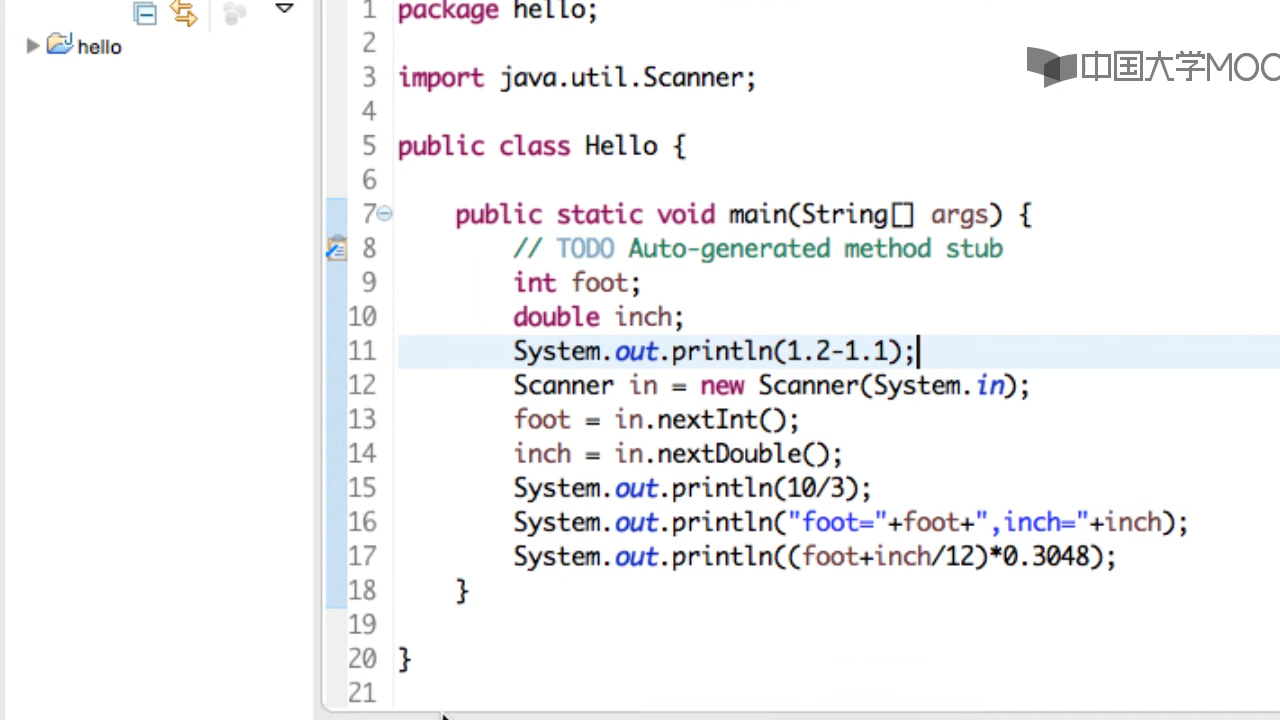 hello
中国大学MOO
1 package hello;
2
3 import java.util.Scanner;
4
5 public class Hello {
6
7 public static void main(String[] args) {
8 // TODO Auto-generated method stub
9 int foot;
10 double inch;
11 System.out.println(1.2-1.1);
12 Scanner in = new Scanner(System.in);
13 foot = in.nextInt();
14 inch = in.nextDouble();
15 System.out.println(10/3);
16 System.out.println("foot="+foot+",inch="+inch);
17 System.out.println((foot+inch/12)*0.3048);
18 }
19
20 }
21